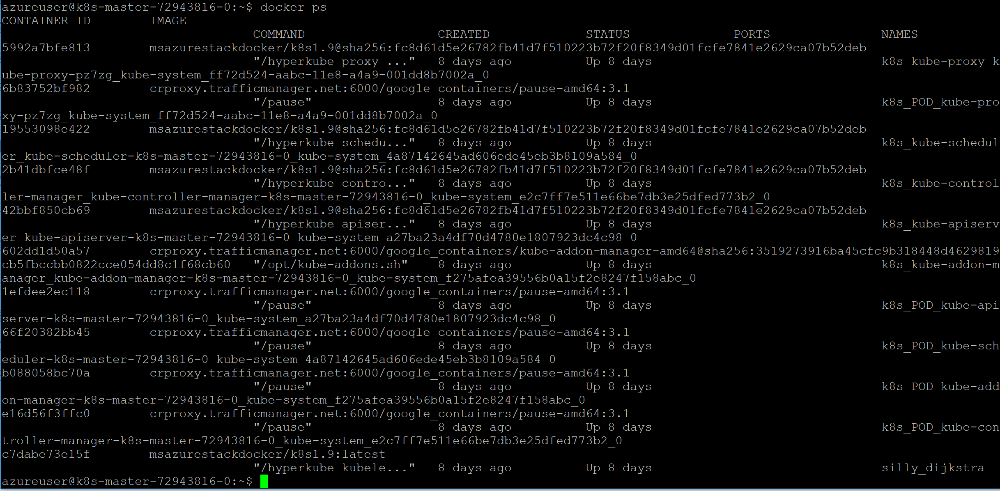 azureuser@k8s-master-72943816-0:~$ docker ps
CONTAINER ID        IMAGE
                                  COMMAND                  CREATED             STATUS              PORTS               NAMES
5992a7bfe813        msazurestackdocker/k8s1.9@sha256:fc8d61d5e26782fb41d7f510223b72f20f8349d01fcfe7841e2629ca07b52deb
                                  "/hyperkube proxy ..."   8 days ago          Up 8 days                               k8s_kube-proxy_k
ube-proxy-pz7zg_kube-system_ff72d524-aabc-11e8-a4a9-001dd8b7002a_0
6b83752bf982        crproxy.trafficmanager.net:6000/google_containers/pause-amd64:3.1
                                  "/pause"                 8 days ago          Up 8 days                               k8s_POD_kube-pro
xy-pz7zg_kube-system_ff72d524-aabc-11e8-a4a9-001dd8b7002a_0
19553098e422        msazurestackdocker/k8s1.9@sha256:fc8d61d5e26782fb41d7f510223b72f20f8349d01fcfe7841e2629ca07b52deb
                                  "/hyperkube schedu..."   8 days ago          Up 8 days                               k8s_kube-schedul
er_kube-scheduler-k8s-master-72943816-0_kube-system_4a87142645ad606ede45eb3b8109a584_0
2b41dbfce48f        msazurestackdocker/k8s1.9@sha256:fc8d61d5e26782fb41d7f510223b72f20f8349d01fcfe7841e2629ca07b52deb
                                  "/hyperkube contro..."   8 days ago          Up 8 days                               k8s_kube-control
ler-manager_kube-controller-manager-k8s-master-72943816-0_kube-system_e2c7ff7e511e66be7db3e25dfed773b2_0
42bbf850cb69        msazurestackdocker/k8s1.9@sha256:fc8d61d5e26782fb41d7f510223b72f20f8349d01fcfe7841e2629ca07b52deb
                                  "/hyperkube apiser..."   8 days ago          Up 8 days                               k8s_kube-apiserv
er_kube-apiserver-k8s-master-72943816-0_kube-system_a27ba23a4df70d4780e1807923dc4c98_0
602dd1d50a57        crproxy.trafficmanager.net:6000/google_containers/kube-addon-manager-amd64@sha256:3519273916ba45cfc9b318448d4629819
cb5fbccbb0822cce054dd8c1f68cb60   "/opt/kube-addons.sh"    8 days ago          Up 8 days                               k8s_kube-addon-m
anager_kube-addon-manager-k8s-master-72943816-0_kube-system_f275afea39556b0a15f2e8247f158abc_0
1efdee2ec118        crproxy.trafficmanager.net:6000/google_containers/pause-amd64:3.1
                                  "/pause"                 8 days ago          Up 8 days                               k8s_POD_kube-api
server-k8s-master-72943816-0_kube-system_a27ba23a4df70d4780e1807923dc4c98_0
66f20382bb45        crproxy.trafficmanager.net:6000/google_containers/pause-amd64:3.1
                                  "/pause"                 8 days ago          Up 8 days                               k8s_POD_kube-sch
eduler-k8s-master-72943816-0_kube-system_4a87142645ad606ede45eb3b8109a584_0
b088058bc70a        crproxy.trafficmanager.net:6000/google_containers/pause-amd64:3.1
                                  "/pause"                 8 days ago          Up 8 days                               k8s_POD_kube-add
on-manager-k8s-master-72943816-0_kube-system_f275afea39556b0a15f2e8247f158abc_0
e16d56f3ffc0        crproxy.trafficmanager.net:6000/google_containers/pause-amd64:3.1
                                  "/pause"                 8 days ago          Up 8 days                               k8s_POD_kube-con
troller-manager-k8s-master-72943816-0_kube-system_e2c7ff7e511e66be7db3e25dfed773b2_0
c7dabe73e15f        msazurestackdocker/k8s1.9:latest
                                  "/hyperkube kubele..."   8 days ago          Up 8 days                               silly_dijkstra
azureuser@k8s-master-72943816-0:~$